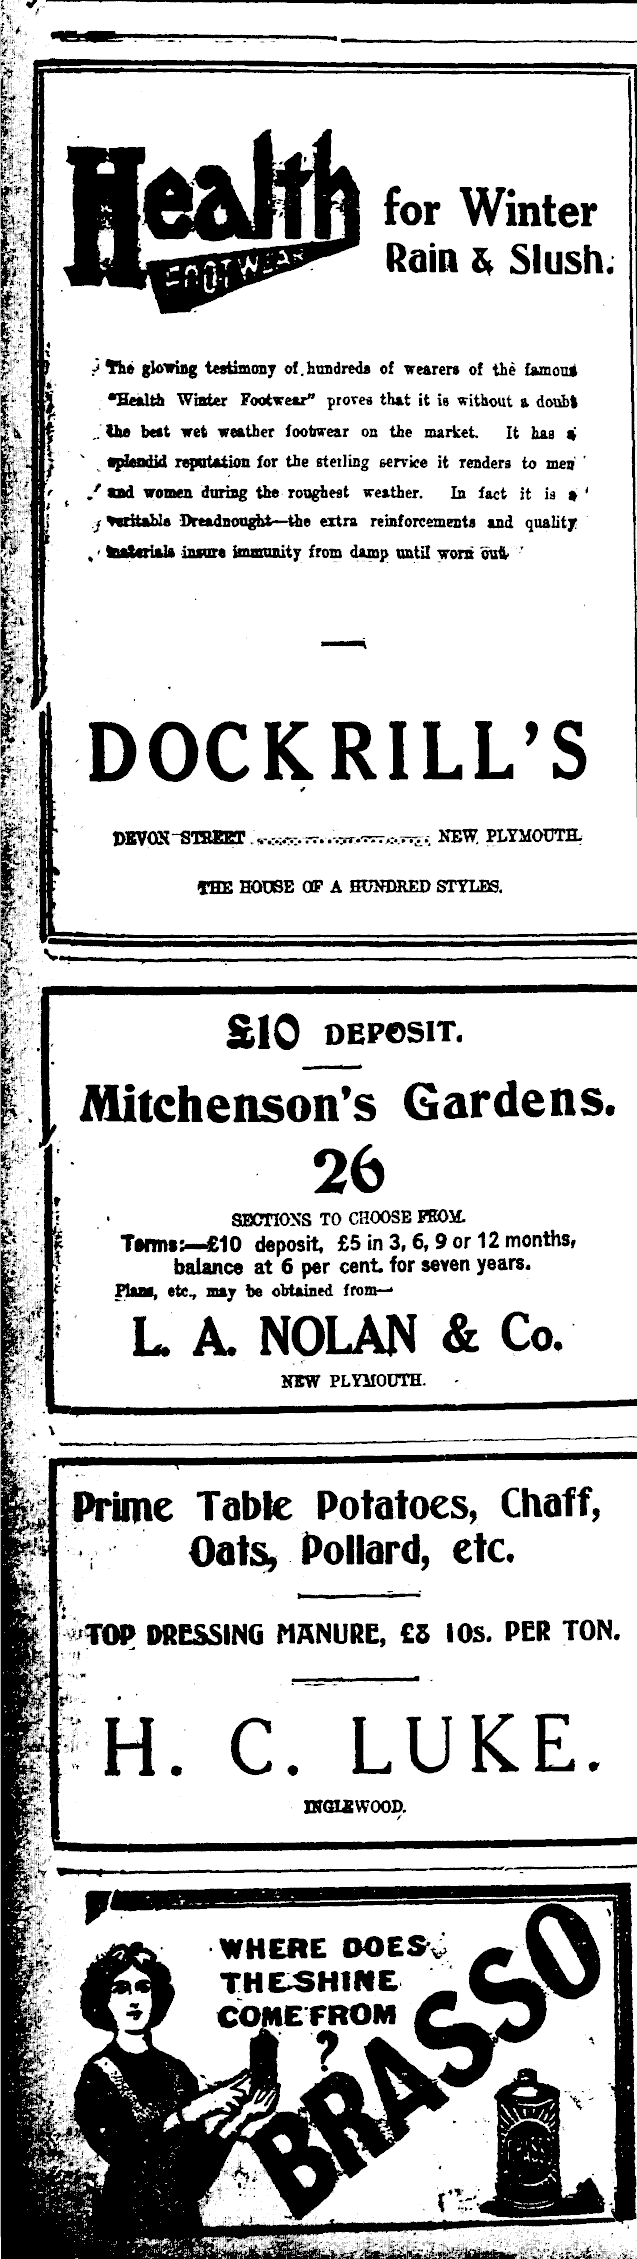 Health
FOOTWEAR
for Winter
Rain & Slush.
The glowing testimony of hundreds of wearers of the famous
"Health Winter Footwear" proves that it is without a doubt
the best wet weather footwear on the market. It has a
splendid reputation for the sterling service it renders to men
and women during the roughest weather. In fact it is a
veritable Dreadnought—the extra reinforcements and quality
materials insure immunity from damp until worn out.
DOCKRILL'S
DEVON STREET .............................. NEW PLYMOUTH.
THE HOUSE OF A HUNDRED STYLES.
£10 DEPOSIT.
Mitchenson's Gardens.
26
SECTIONS TO CHOOSE FROM.
Terms:—£10 deposit, £5 in 3, 6, 9 or 12 months,
balance at 6 per cent. for seven years.
Plans, etc., may be obtained from—
L. A. NOLAN & Co.
NEW PLYMOUTH.
Prime Table Potatoes, Chaff,
Oats, Pollard, etc.
TOP DRESSING MANURE, £3 10s. PER TON.
H. C. LUKE.
INGLEWOOD.
WHERE DOES
THE SHINE
COME FROM
?
BRASSO